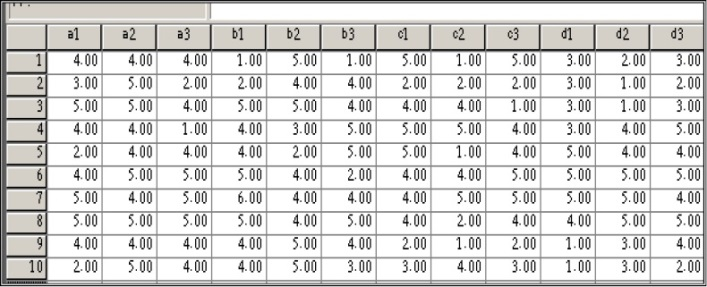 a1 a2 a3 b1 b2 b3 c1 c2 c3 d1 d2 d3
1 4.00 4.00 4.00 1.00 5.00 1.00 5.00 1.00 5.00 3.00 2.00 3.00
2 3.00 5.00 2.00 2.00 4.00 4.00 2.00 2.00 2.00 3.00 1.00 2.00
3 5.00 5.00 4.00 5.00 5.00 4.00 4.00 4.00 1.00 3.00 1.00 3.00
4 4.00 4.00 1.00 4.00 3.00 5.00 5.00 5.00 4.00 3.00 4.00 5.00
5 2.00 4.00 4.00 4.00 2.00 5.00 5.00 1.00 4.00 5.00 4.00 4.00
6 4.00 5.00 5.00 5.00 4.00 2.00 4.00 4.00 5.00 5.00 5.00 5.00
7 5.00 4.00 5.00 6.00 4.00 4.00 4.00 5.00 5.00 5.00 5.00 4.00
8 5.00 5.00 5.00 5.00 4.00 5.00 4.00 2.00 4.00 4.00 5.00 5.00
9 4.00 4.00 4.00 4.00 5.00 4.00 2.00 1.00 2.00 1.00 3.00 4.00
10 2.00 5.00 4.00 4.00 5.00 3.00 3.00 4.00 3.00 1.00 3.00 2.00